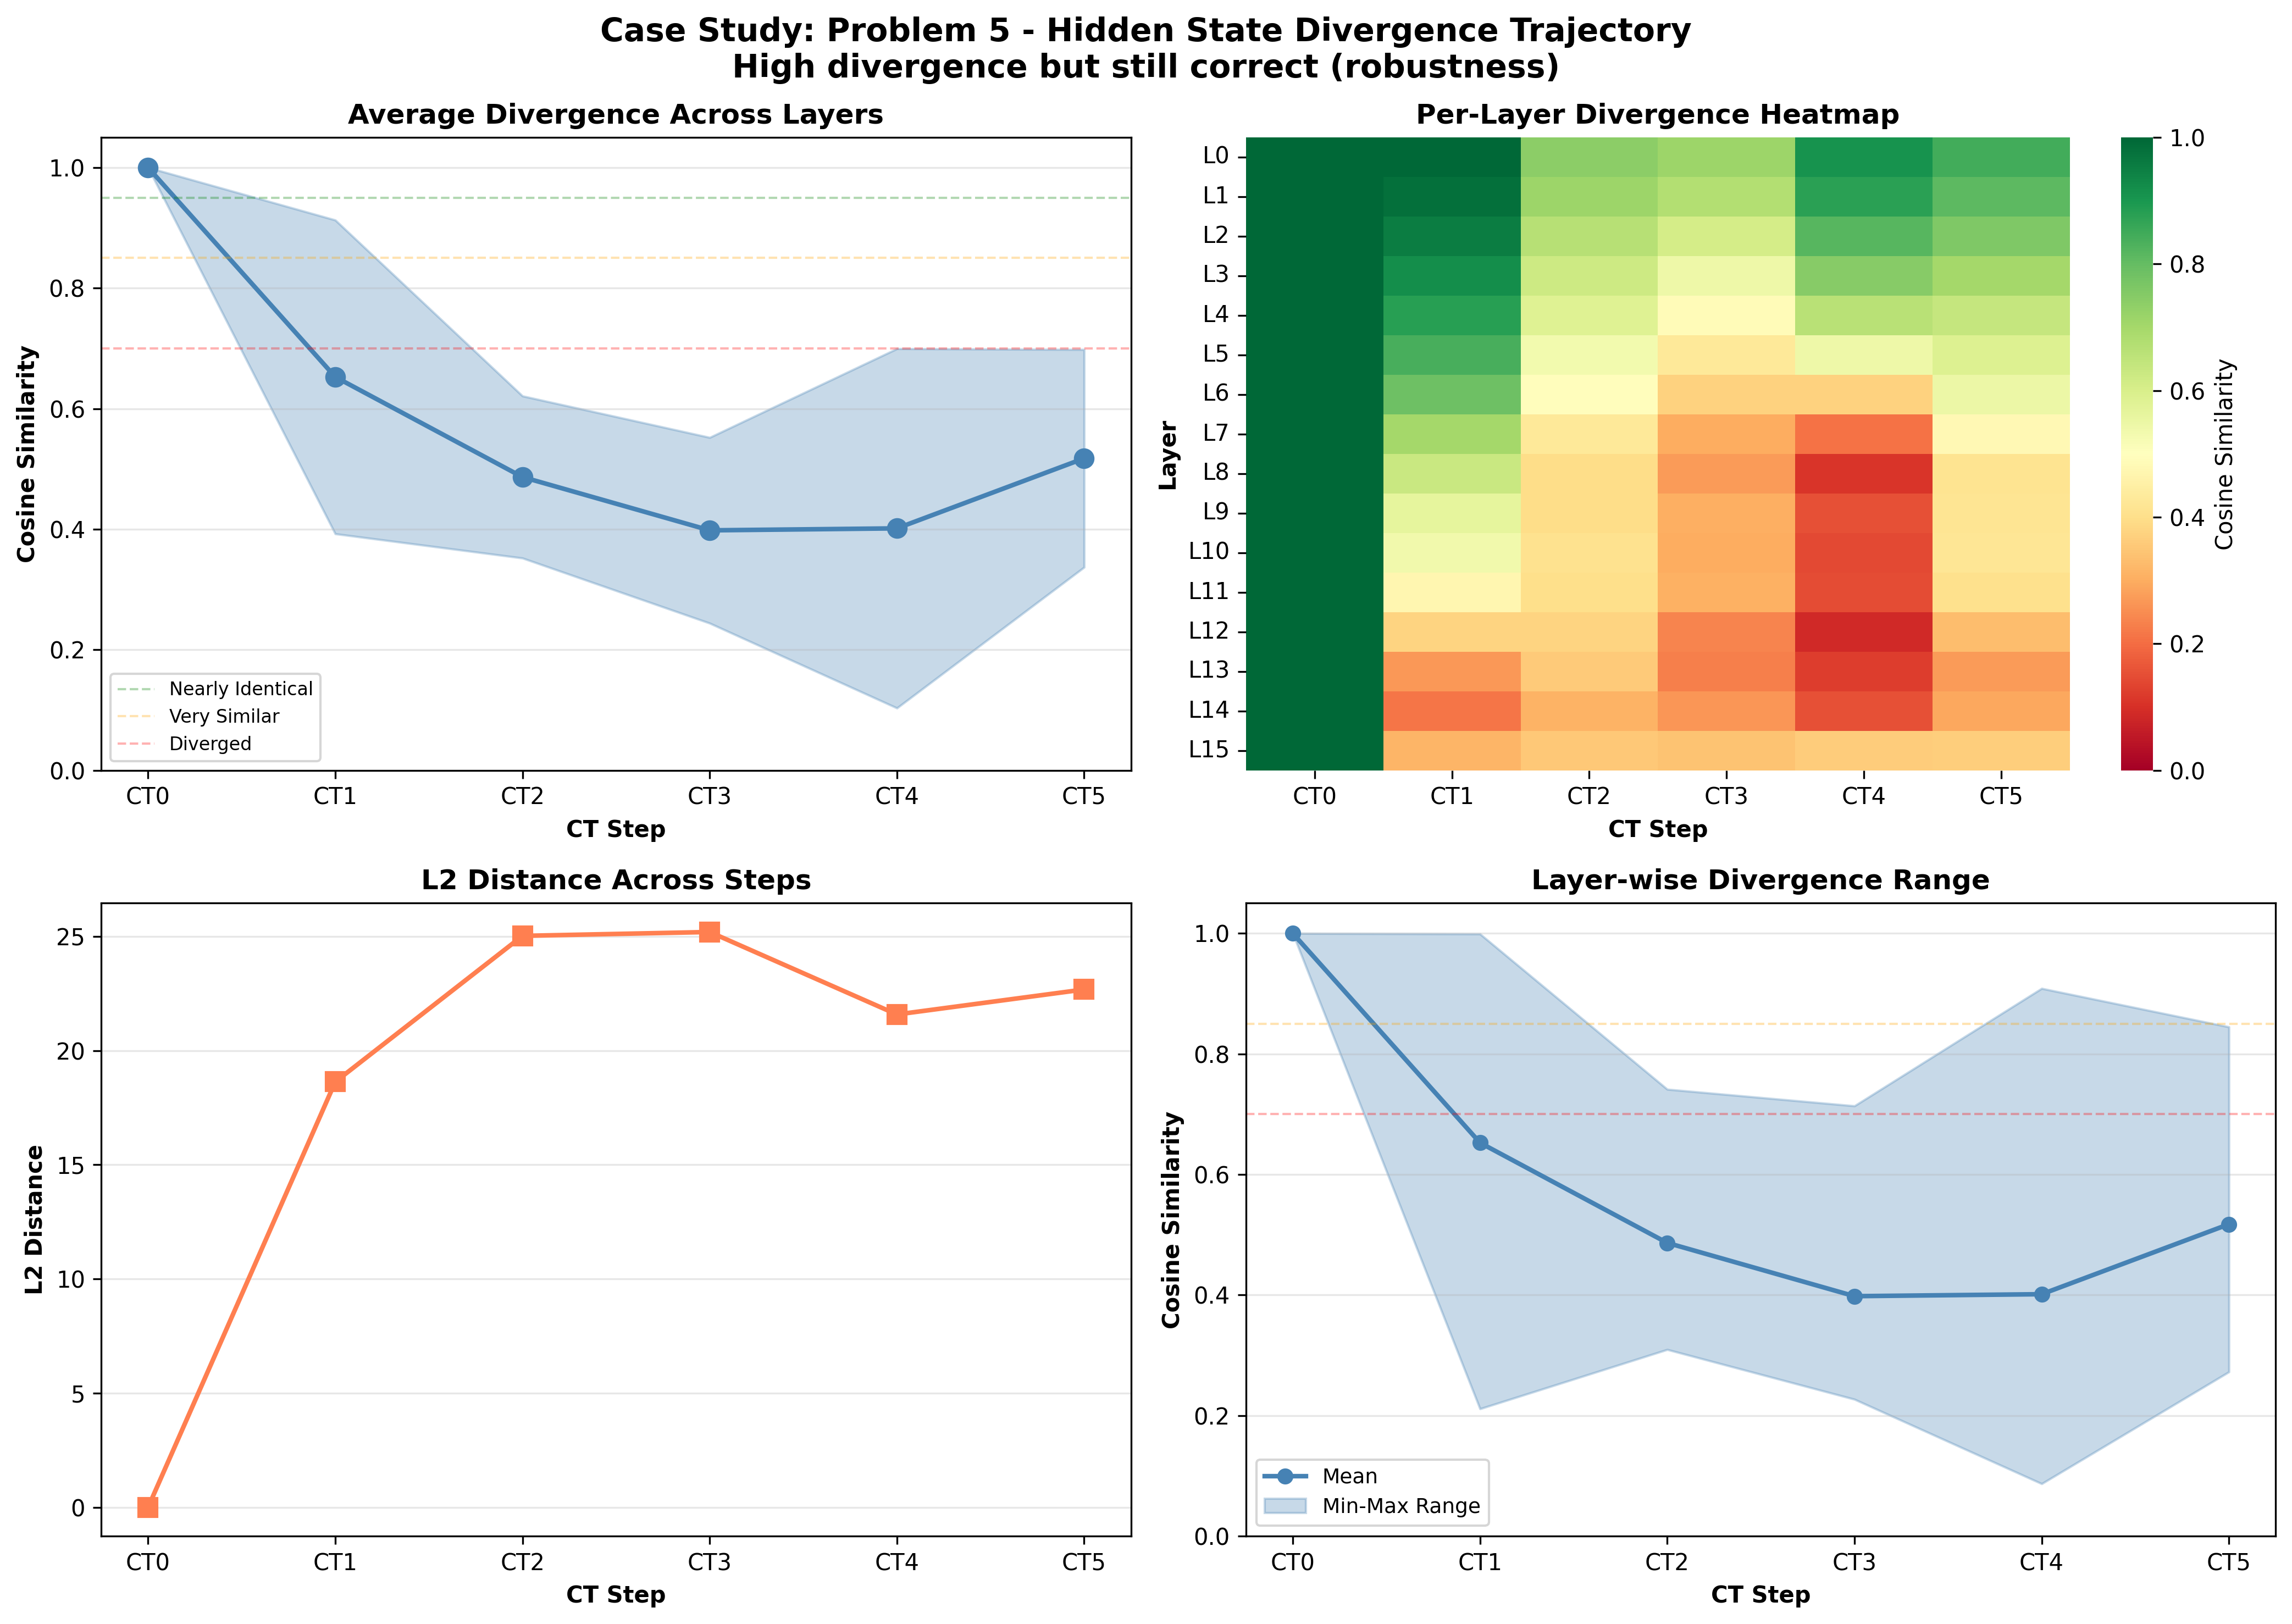 Case Study: Problem 5 - Hidden State Divergence Trajectory
High divergence but still correct (robustness)
Average Divergence Across Layers
Cosine Similarity
1.0
0.8
0.6
0.4
0.2
0.0
Nearly Identical
Very Similar
Diverged
CT0 CT1 CT2 CT3 CT4 CT5
CT Step
Per-Layer Divergence Heatmap
Layer
L0
L1
L2
L3
L4
L5
L6
L7
L8
L9
L10
L11
L12
L13
L14
L15
CT0 CT1 CT2 CT3 CT4 CT5
CT Step
1.0
0.8
0.6
0.4
0.2
0.0
Cosine Similarity
L2 Distance Across Steps
L2 Distance
25
20
15
10
5
0
CT0 CT1 CT2 CT3 CT4 CT5
CT Step
Layer-wise Divergence Range
Cosine Similarity
1.0
0.8
0.6
0.4
0.2
0.0
Mean
Min-Max Range
CT0 CT1 CT2 CT3 CT4 CT5
CT Step